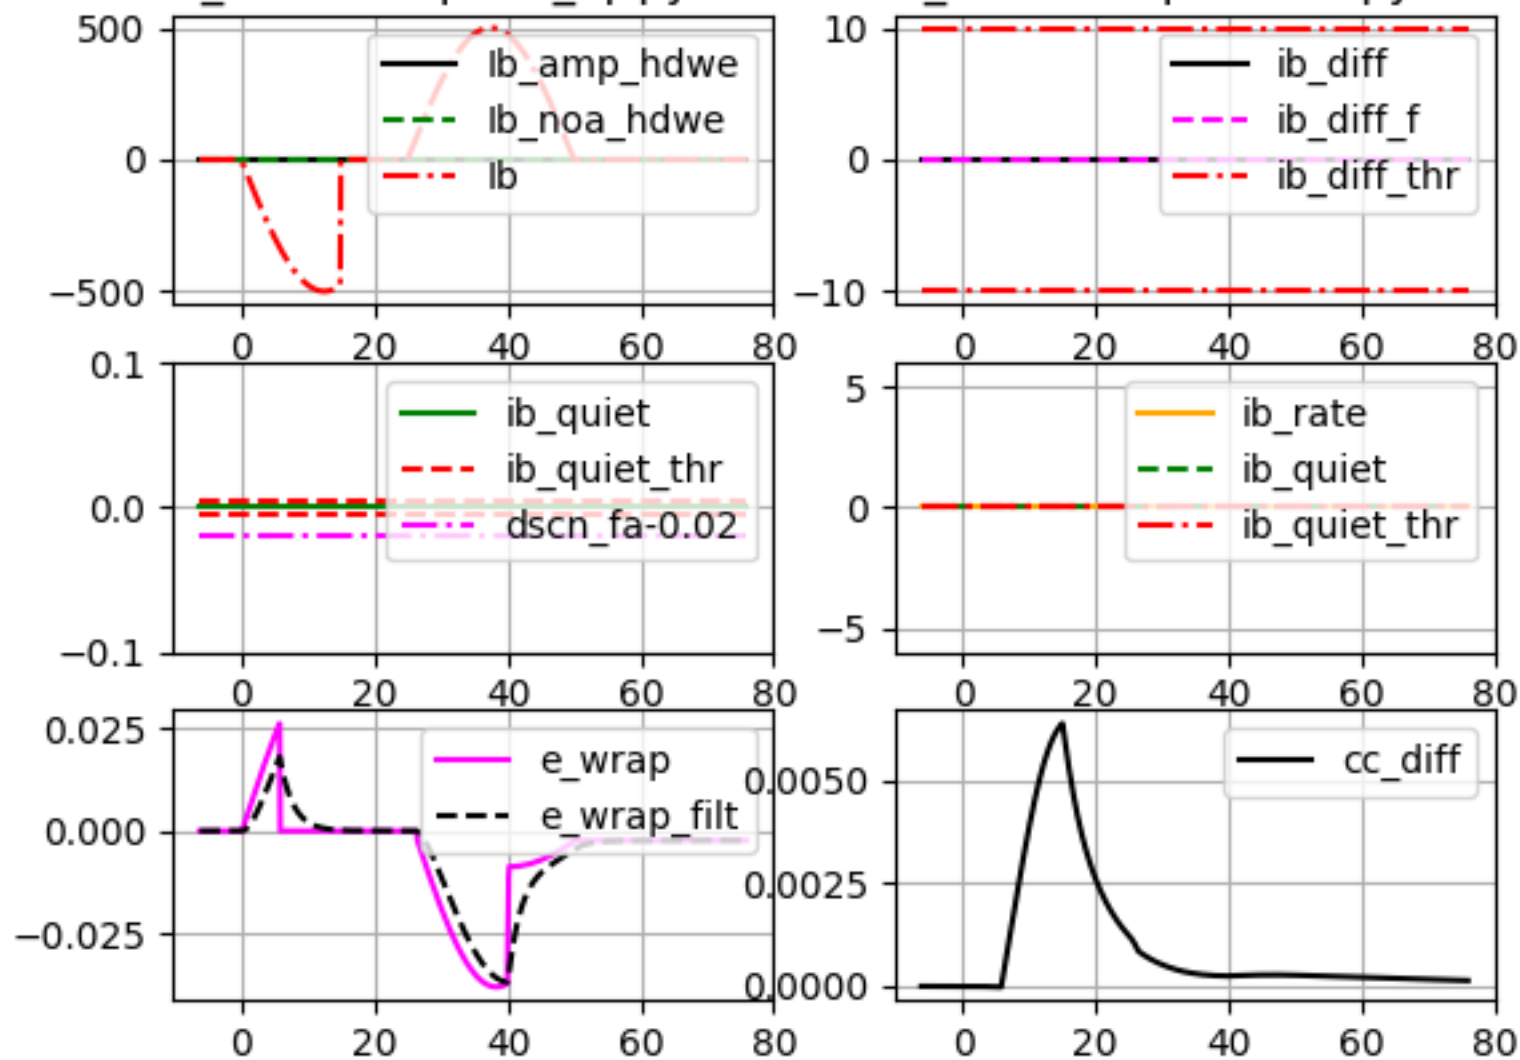 500
0
−500
Ib_amp_hdwe
Ib_noa_hdwe
Ib
0 20 40 60 80
10
0
−10
ib_diff
ib_diff_f
ib_diff_thr
0 20 40 60 80
0.1
0.0
−0.1
ib_quiet
ib_quiet_thr
dscn_fa-0.02
0 20 40 60 80
5
0
−5
ib_rate
ib_quiet
ib_quiet_thr
0 20 40 60 80
0.025
0.000
−0.025
e_wrap
e_wrap_filt
0 20 40 60 80
0.0050
0.0025
0.0000
cc_diff
0 20 40 60 80